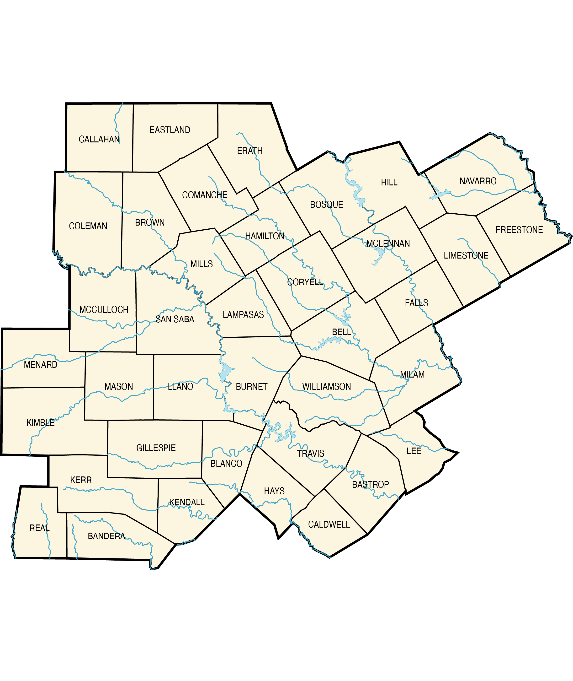 CALLAHAN
EASTLAND
ERATH
HILL
NAVARRO
COMANCHE
BOSQUE
COLEMAN
BROWN
HAMILTON
MCLENNAN
FREESTONE
LIMESTONE
MILLS
CORYELL
FALLS
MCCULLOCH
SAN SABA
LAMPASAS
BELL
MENARD
MASON
LLANO
BURNET
WILLIAMSON
MILAM
KIMBLE
GILLESPIE
BLANCO
TRAVIS
LEE
KERR
KENDALL
HAYS
BASTROP
REAL
BANDERA
CALDWELL